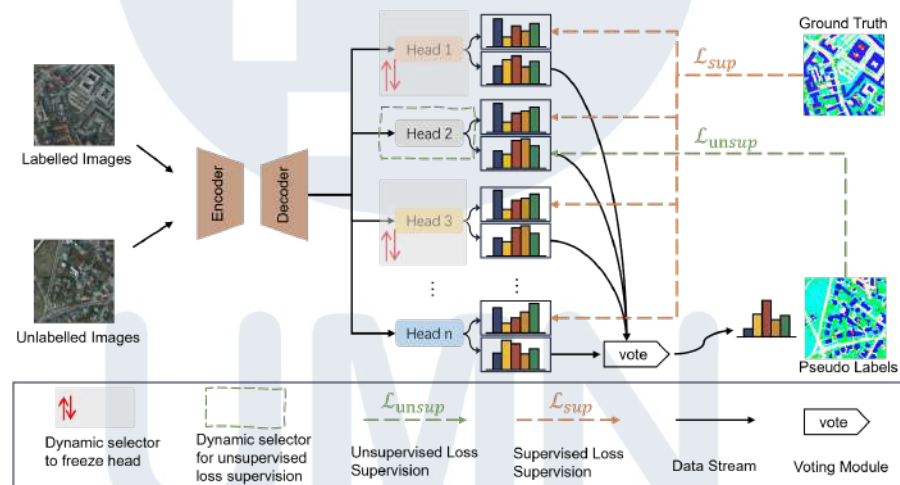 Ground Truth
Head 1
ℒsup
Labelled Images
Head 2
ℒunsup
Encoder
Decoder
Head 3
Unlabelled Images
Head n
vote
Pseudo Labels
Dynamic selector
to freeze head
Dynamic selector
for unsupervised
loss supervision
ℒunsup
Unsupervised Loss
Supervision
ℒsup
Supervised Loss
Supervision
Data Stream
vote
Voting Module
UMN